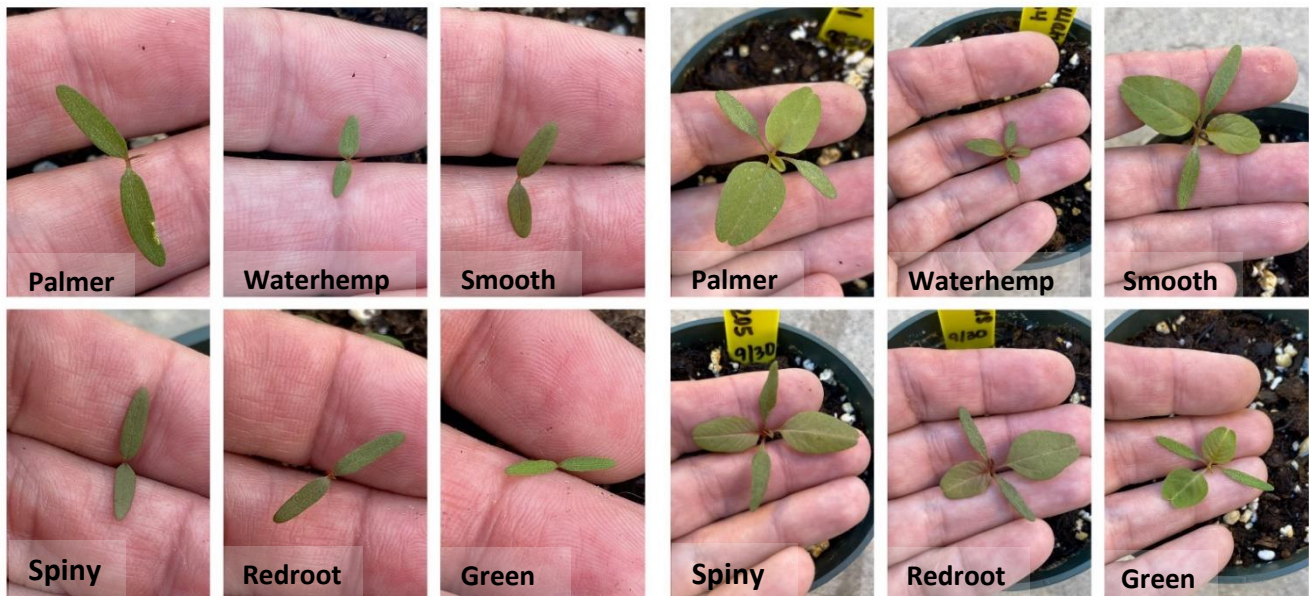 Palmer
Waterhemp
Smooth
Palmer
Waterhemp
Smooth
Spiny
Redroot
Green
9/30
Spiny
9/30
Redroot
Green